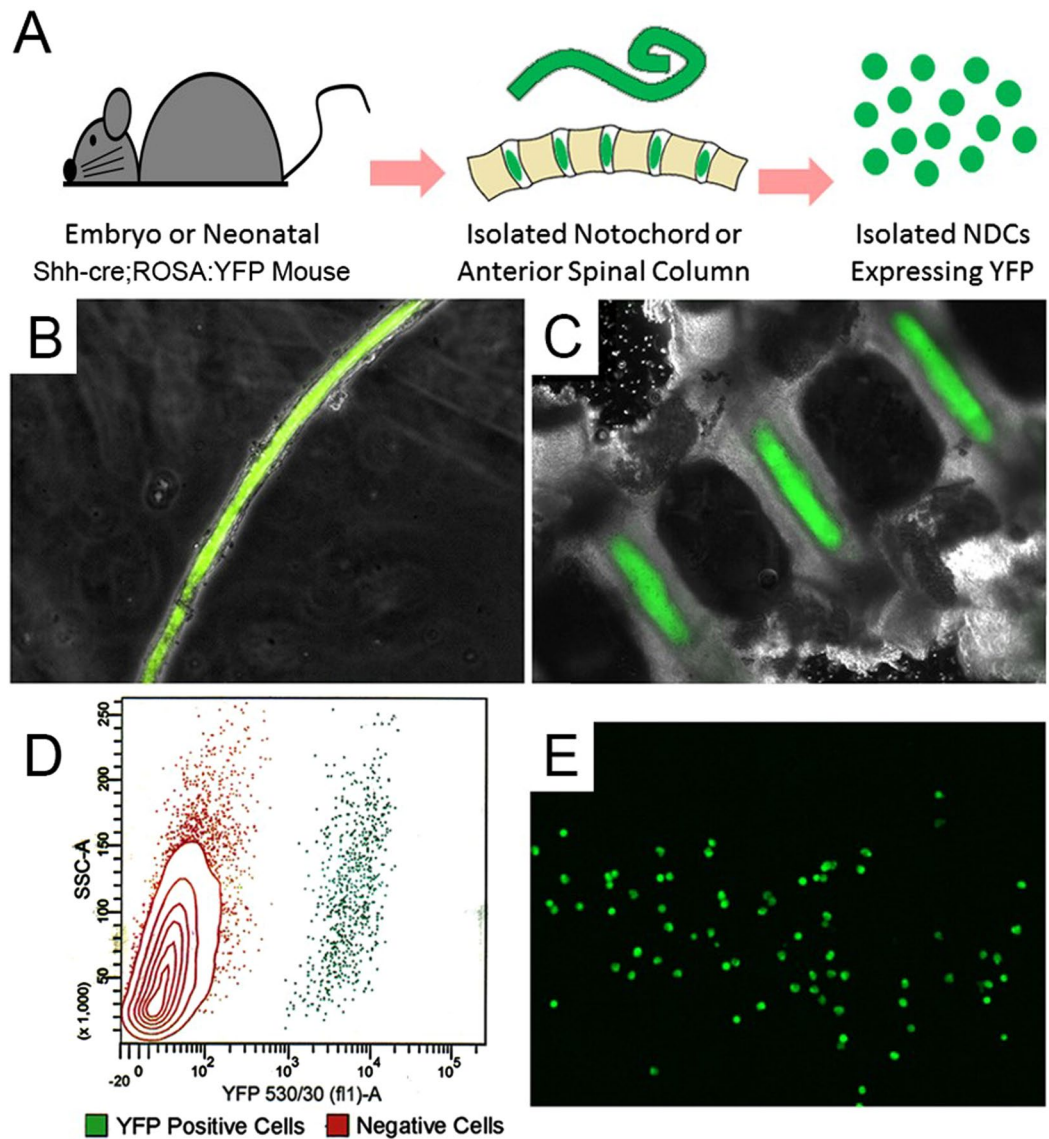 A
Embryo or Neonatal
Shh-cre;ROSA:YFP Mouse
Isolated Notochord or
Anterior Spinal Column
Isolated NDCs
Expressing YFP
B
C
D
SSC-A
(x 1,000)
250
200
150
100
50
-20 0 10² 10³ 10⁴ 10⁵
YFP 530/30 (fl1)-A
YFP Positive Cells Negative Cells
E